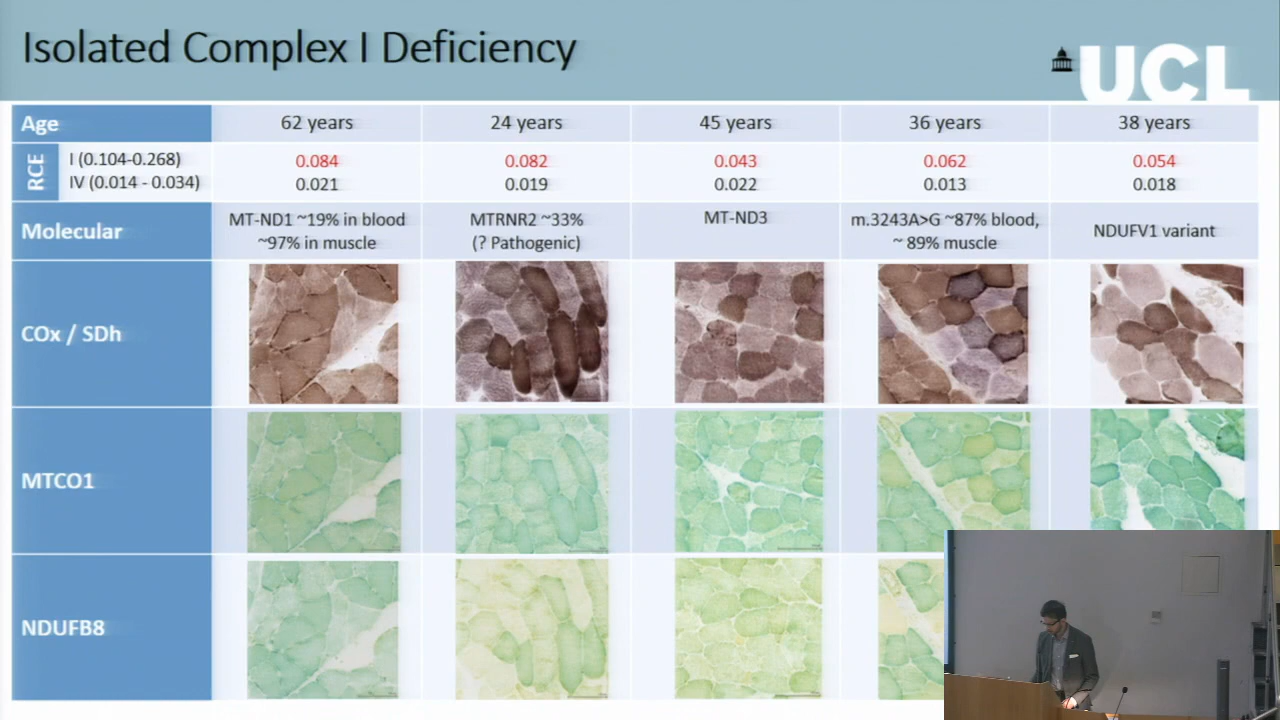 Isolated Complex I Deficiency
UCL
Age
62 years
24 years
45 years
36 years
38 years
RCE
I (0.104-0.268)
IV (0.014 - 0.034)
0.084
0.021
0.082
0.019
0.043
0.022
0.062
0.013
0.054
0.018
Molecular
MT-ND1 ~19% in blood
~97% in muscle
MTRNR2 ~33%
(? Pathogenic)
MT-ND3
m.3243A>G ~87% blood,
~ 89% muscle
NDUFV1 variant
COx / SDh
MTCO1
NDUFB8